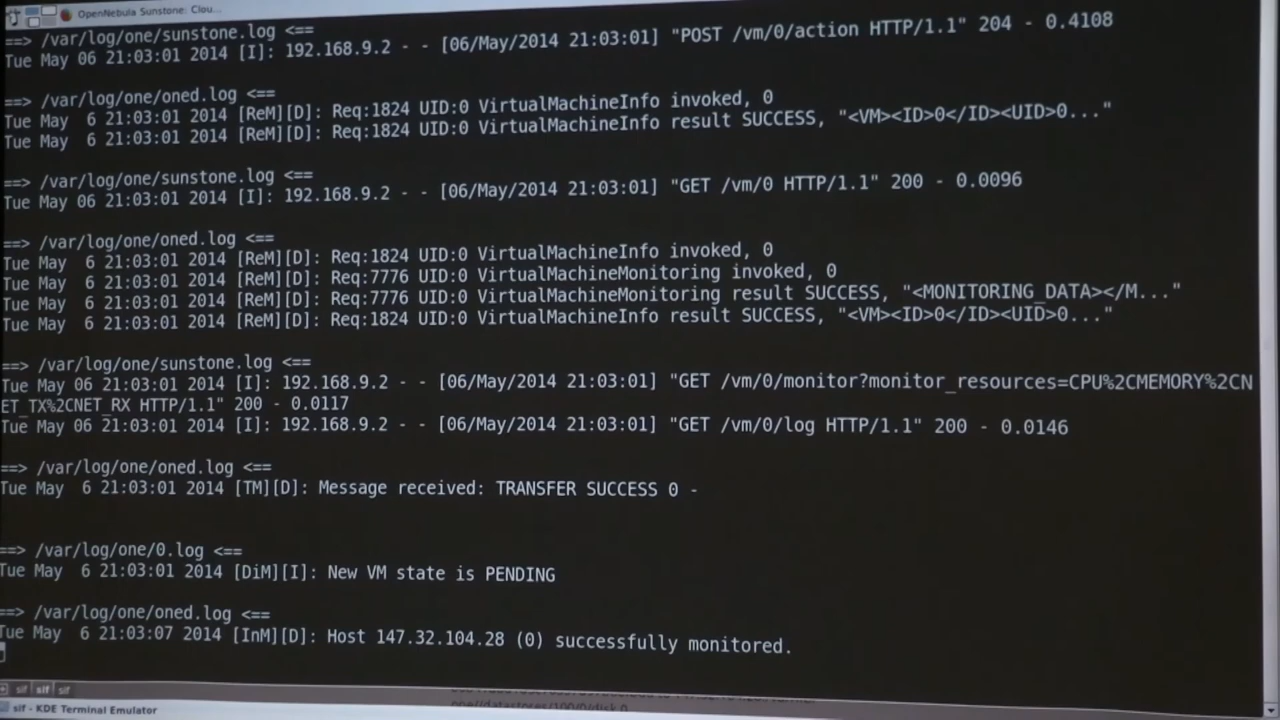 OpenNebula Sunstone: Clou...
==> /var/log/one/sunstone.log <==
Tue May 06 21:03:01 2014 [I]: 192.168.9.2 - - [06/May/2014 21:03:01] "POST /vm/0/action HTTP/1.1" 204 - 0.4108
==> /var/log/one/oned.log <==
Tue May  6 21:03:01 2014 [ReM][D]: Req:1824 UID:0 VirtualMachineInfo invoked, 0
Tue May  6 21:03:01 2014 [ReM][D]: Req:1824 UID:0 VirtualMachineInfo result SUCCESS, "<VM><ID>0</ID><UID>0..."
==> /var/log/one/sunstone.log <==
Tue May 06 21:03:01 2014 [I]: 192.168.9.2 - - [06/May/2014 21:03:01] "GET /vm/0 HTTP/1.1" 200 - 0.0096
==> /var/log/one/oned.log <==
Tue May  6 21:03:01 2014 [ReM][D]: Req:1824 UID:0 VirtualMachineInfo invoked, 0
Tue May  6 21:03:01 2014 [ReM][D]: Req:7776 UID:0 VirtualMachineMonitoring invoked, 0
Tue May  6 21:03:01 2014 [ReM][D]: Req:7776 UID:0 VirtualMachineMonitoring result SUCCESS, "<MONITORING_DATA></M..."
Tue May  6 21:03:01 2014 [ReM][D]: Req:1824 UID:0 VirtualMachineInfo result SUCCESS, "<VM><ID>0</ID><UID>0..."
==> /var/log/one/sunstone.log <==
Tue May 06 21:03:01 2014 [I]: 192.168.9.2 - - [06/May/2014 21:03:01] "GET /vm/0/monitor?monitor_resources=CPU%2CMEMORY%2CN
ET_TX%2CNET_RX HTTP/1.1" 200 - 0.0117
Tue May 06 21:03:01 2014 [I]: 192.168.9.2 - - [06/May/2014 21:03:01] "GET /vm/0/log HTTP/1.1" 200 - 0.0146
==> /var/log/one/oned.log <==
Tue May  6 21:03:01 2014 [TM][D]: Message received: TRANSFER SUCCESS 0 -
==> /var/log/one/0.log <==
Tue May  6 21:03:01 2014 [DiM][I]: New VM state is PENDING
==> /var/log/one/oned.log <==
Tue May  6 21:03:07 2014 [InM][D]: Host 147.32.104.28 (0) successfully monitored.
sif sif sif
sif - KDE Terminal Emulator